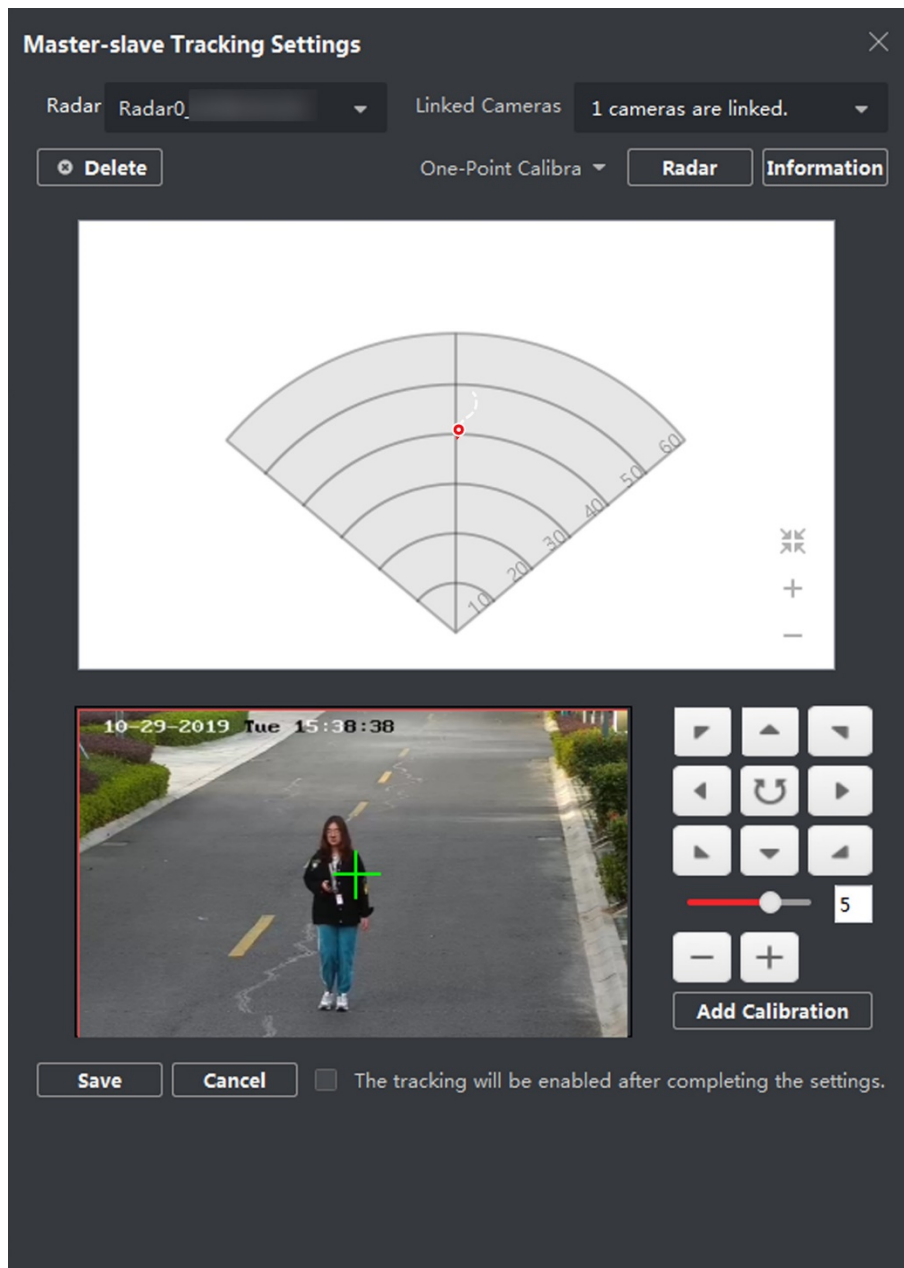 Master-slave Tracking Settings
Radar Radar0_ Linked Cameras 1 cameras are linked.
Delete One-Point Calibra Radar Information
60
50
40
30
20
10
10-29-2019 Tue 15:38:38
5
Add Calibration
Save Cancel The tracking will be enabled after completing the settings.